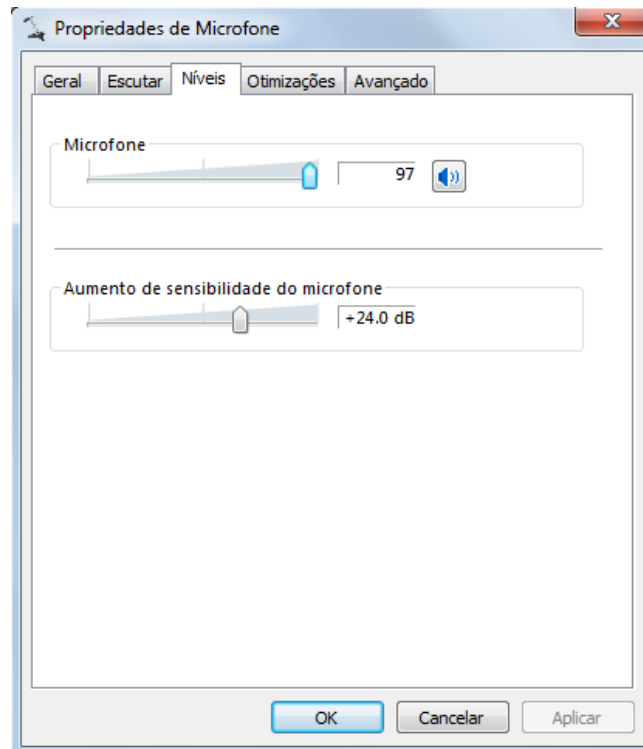 Propriedades de Microfone
Geral Escutar Níveis Otimizações Avançado
Microfone
97
Aumento de sensibilidade do microfone
+24.0 dB
OK Cancelar Aplicar